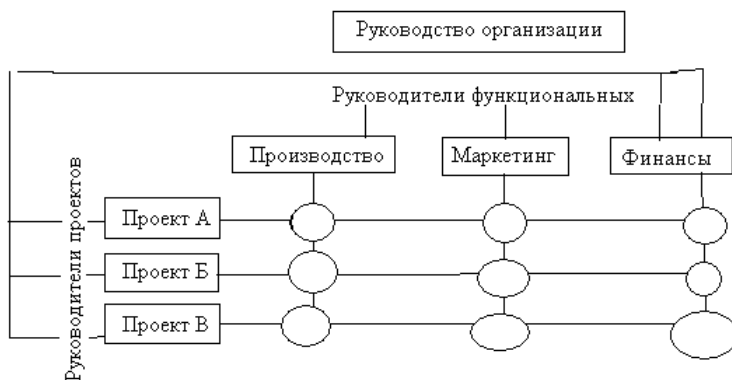 Руководство организации
Руководители функциональных
Производство
Маркетинг
Финансы
Руководители проектов
Проект А
Проект Б
Проект В